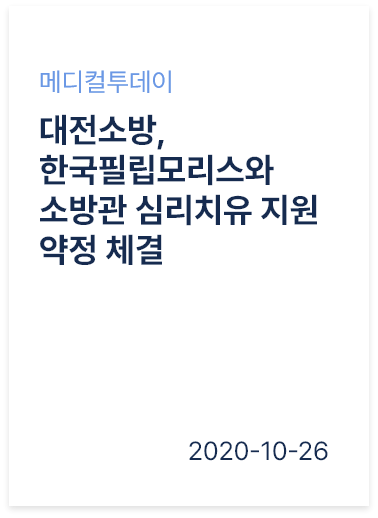 메디컬투데이
대전소방,
한국필립모리스와
소방관 심리치유 지원
약정 체결
2020-10-26